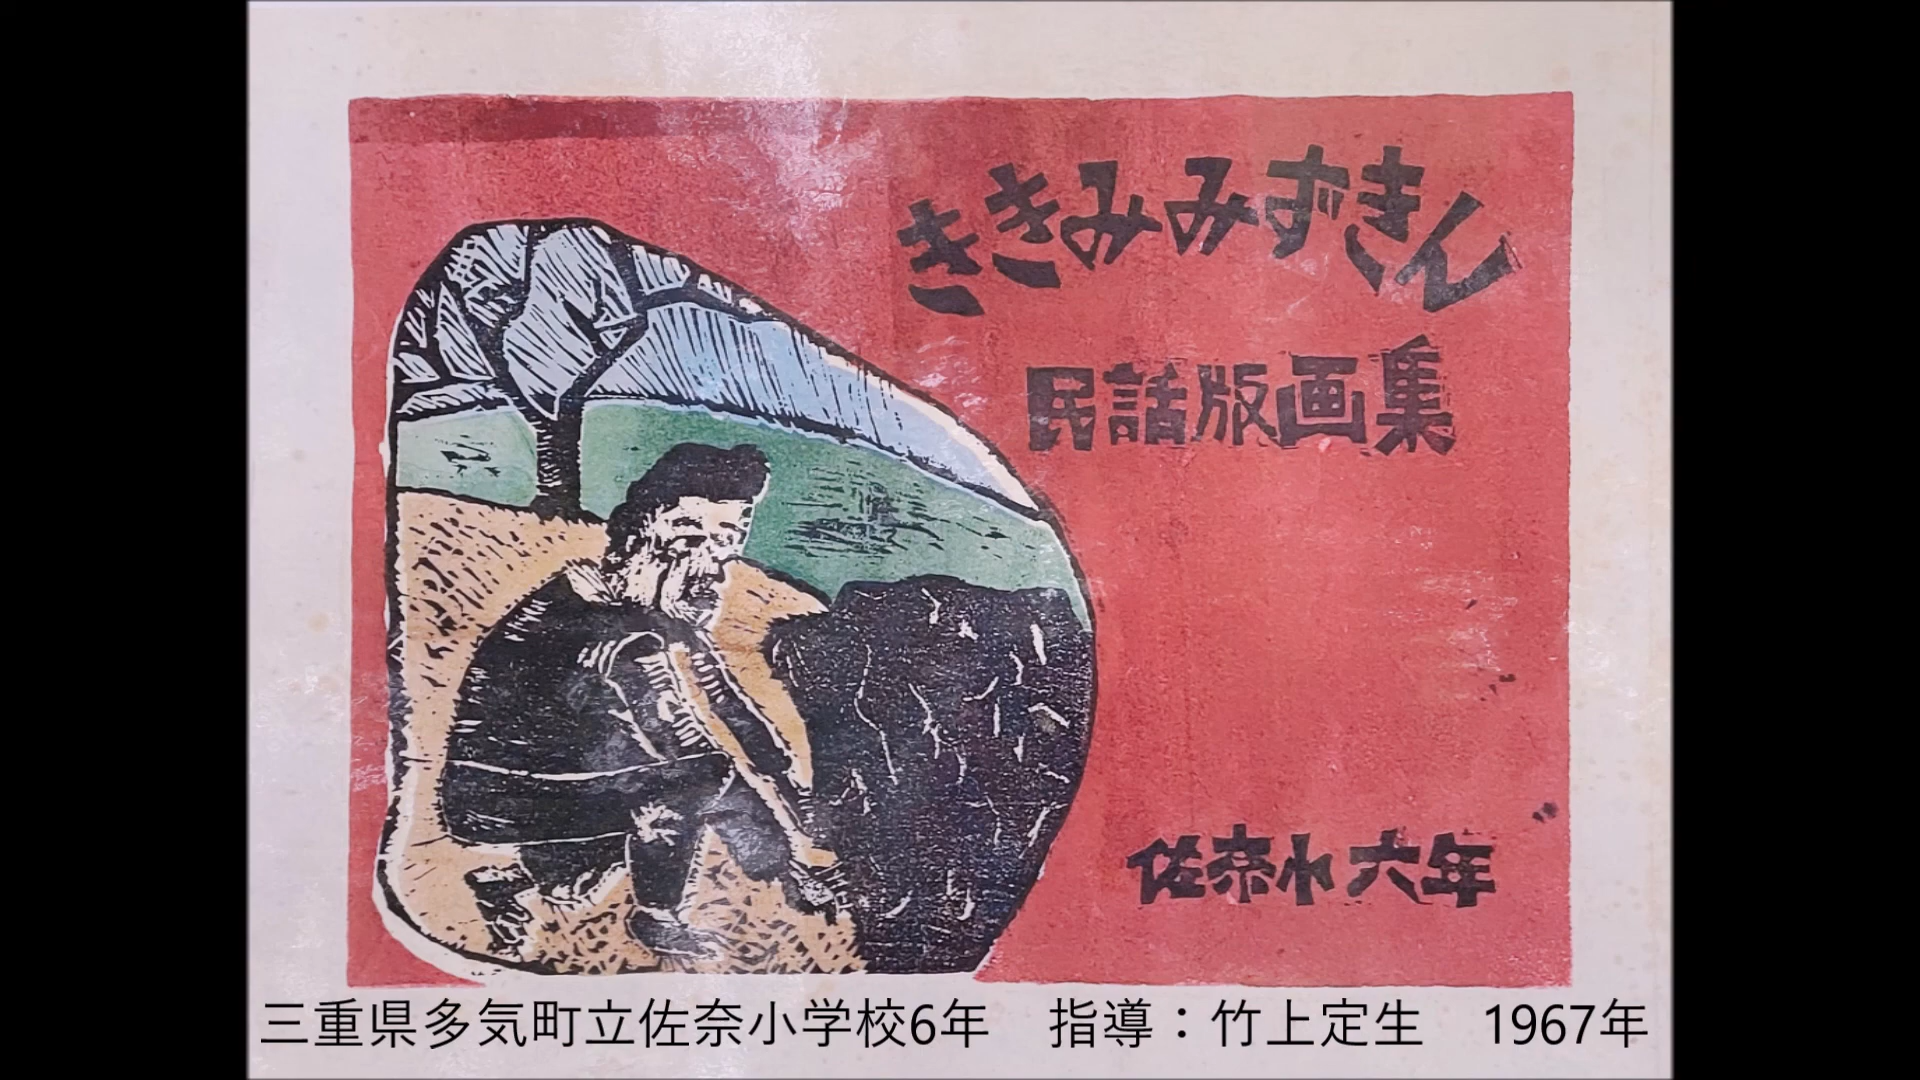 ききみみずきん
民話版画集
佐奈小六年
三重県多気町立佐奈小学校6年　指導：竹上定生　1967年